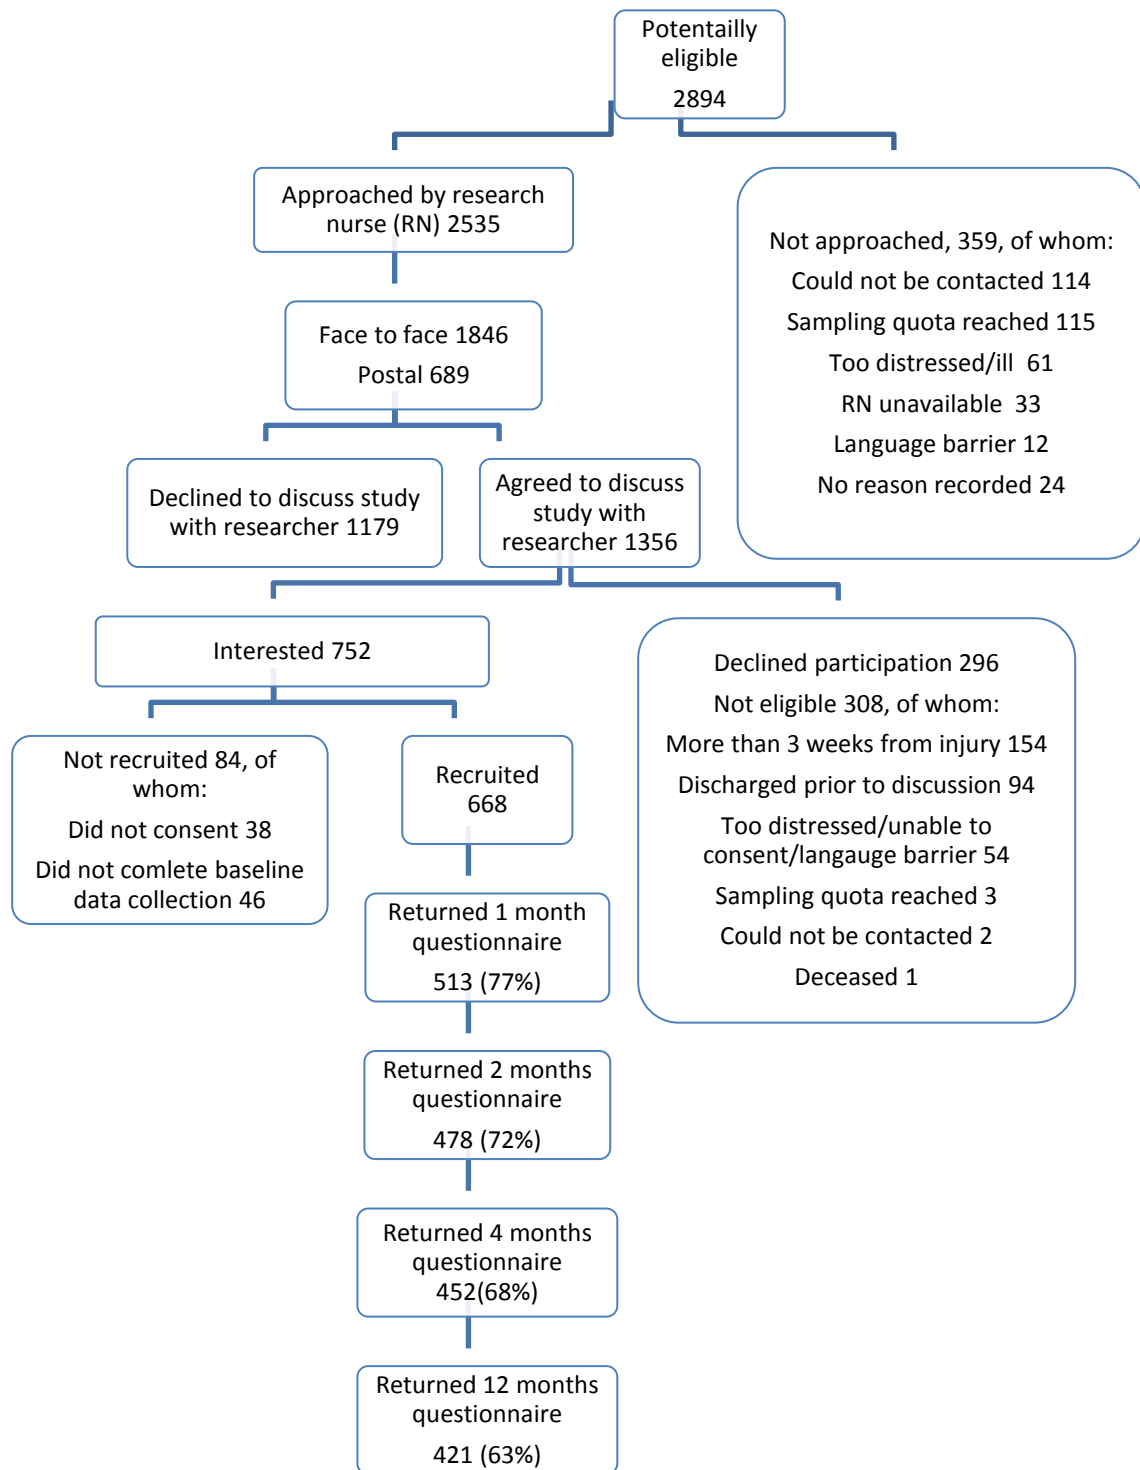 Potentailly
eligible
2894
Approached by research
nurse (RN) 2535
Not approached, 359, of whom:
Could not be contacted 114
Sampling quota reached 115
Too distressed/ill 61
RN unavailable 33
Language barrier 12
No reason recorded 24
Face to face 1846
Postal 689
Declined to discuss study
with researcher 1179
Agreed to discuss
study with
researcher 1356
Interested 752
Declined participation 296
Not eligible 308, of whom:
More than 3 weeks from injury 154
Discharged prior to discussion 94
Too distressed/unable to
consent/langauge barrier 54
Sampling quota reached 3
Could not be contacted 2
Deceased 1
Not recruited 84, of
whom:
Did not consent 38
Did not comlete baseline
data collection 46
Recruited
668
Returned 1 month
questionnaire
513 (77%)
Returned 2 months
questionnaire
478 (72%)
Returned 4 months
questionnaire
452(68%)
Returned 12 months
questionnaire
421 (63%)